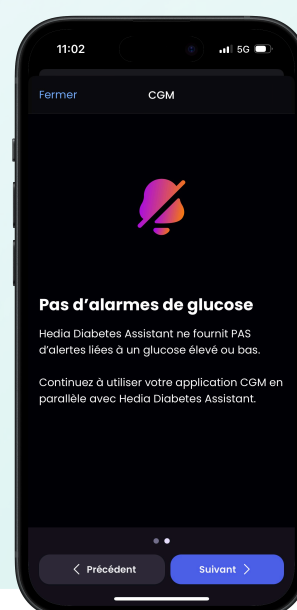 11:02
5G
Fermer
CGM
Pas d’alarmes de glucose
Hedia Diabetes Assistant ne fournit PAS
d’alertes liées à un glucose élevé ou bas.
Continuez à utiliser votre application CGM en
parallèle avec Hedia Diabetes Assistant.
Précédent
Suivant